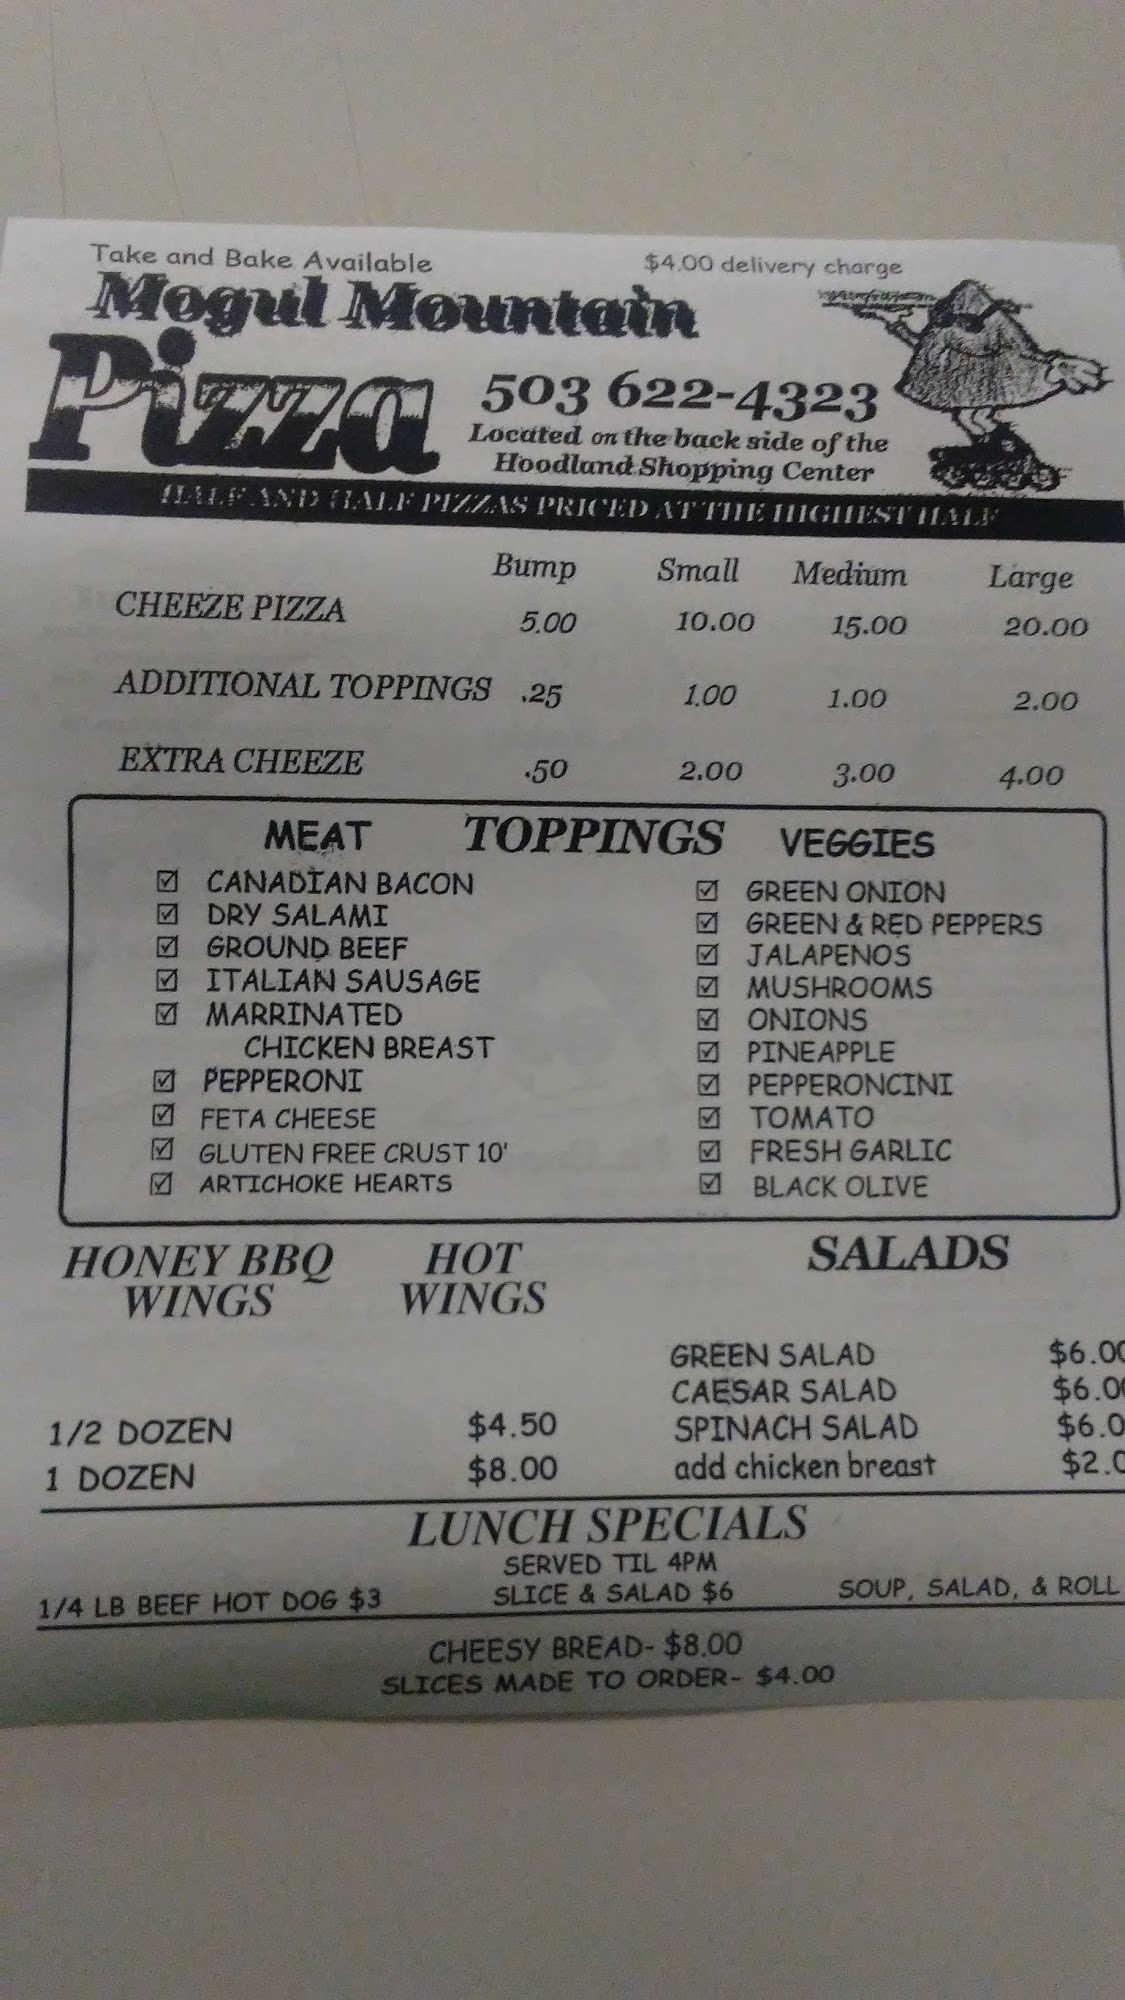 Take and Bake Available $4.00 delivery charge
Mogul Mountain
Pizza
503 622-4323
Located on the back side of the
Hoodland Shopping Center
HALF AND HALF PIZZAS PRICED AT THE HIGHEST HALF
Bump Small Medium Large
CHEEZE PIZZA 5.00 10.00 15.00 20.00
ADDITIONAL TOPPINGS .25 1.00 1.00 2.00
EXTRA CHEEZE .50 2.00 3.00 4.00
TOPPINGS
MEAT
CANADIAN BACON
DRY SALAMI
GROUND BEEF
ITALIAN SAUSAGE
MARRINATED
CHICKEN BREAST
PEPPERONI
FETA CHEESE
GLUTEN FREE CRUST 10'
ARTICHOKE HEARTS
VEGGIES
GREEN ONION
GREEN & RED PEPPERS
JALAPENOS
MUSHROOMS
ONIONS
PINEAPPLE
PEPPERONCINI
TOMATO
FRESH GARLIC
BLACK OLIVE
HONEY BBQ
WINGS
HOT
WINGS
1/2 DOZEN $4.50
1 DOZEN $8.00
SALADS
GREEN SALAD $6.00
CAESAR SALAD $6.00
SPINACH SALAD $6.0
add chicken breast $2.0
LUNCH SPECIALS
SERVED TIL 4PM
1/4 LB BEEF HOT DOG $3 SLICE & SALAD $6 SOUP, SALAD, & ROLL
CHEESY BREAD- $8.00
SLICES MADE TO ORDER- $4.00